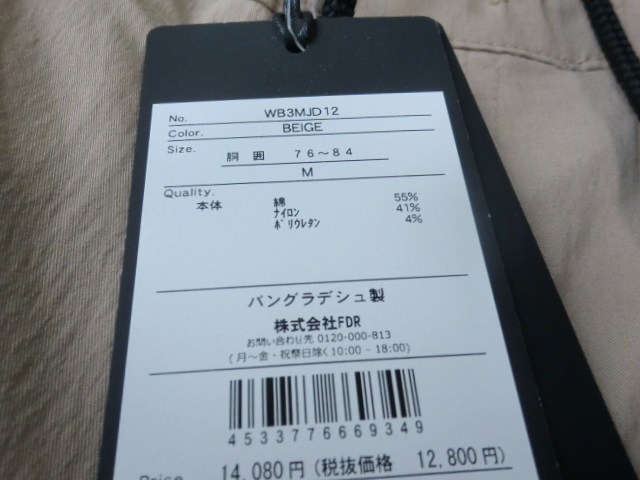 No. WB3MJD12
Color. BEIGE
Size. 胴囲 76～84
M
Quality.
本体 綿 55%
ナイロン 41%
ポリウレタン 4%
バングラデシュ製
株式会社FDR
お問い合わせ先 0120-000-813
(月～金・祝祭日除く10:00－18:00)
4533776669349
Price 14,080円(税抜価格 12,800円)